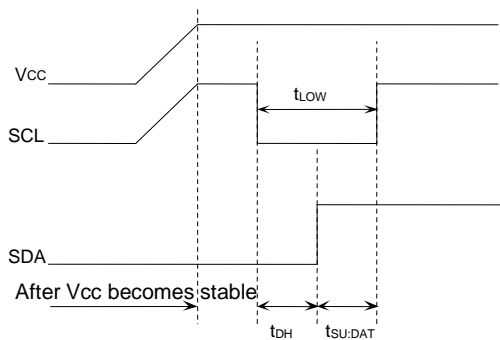 Vcc
tLOW
SCL
SDA
After Vcc becomes stable
tDH
tSU:DAT